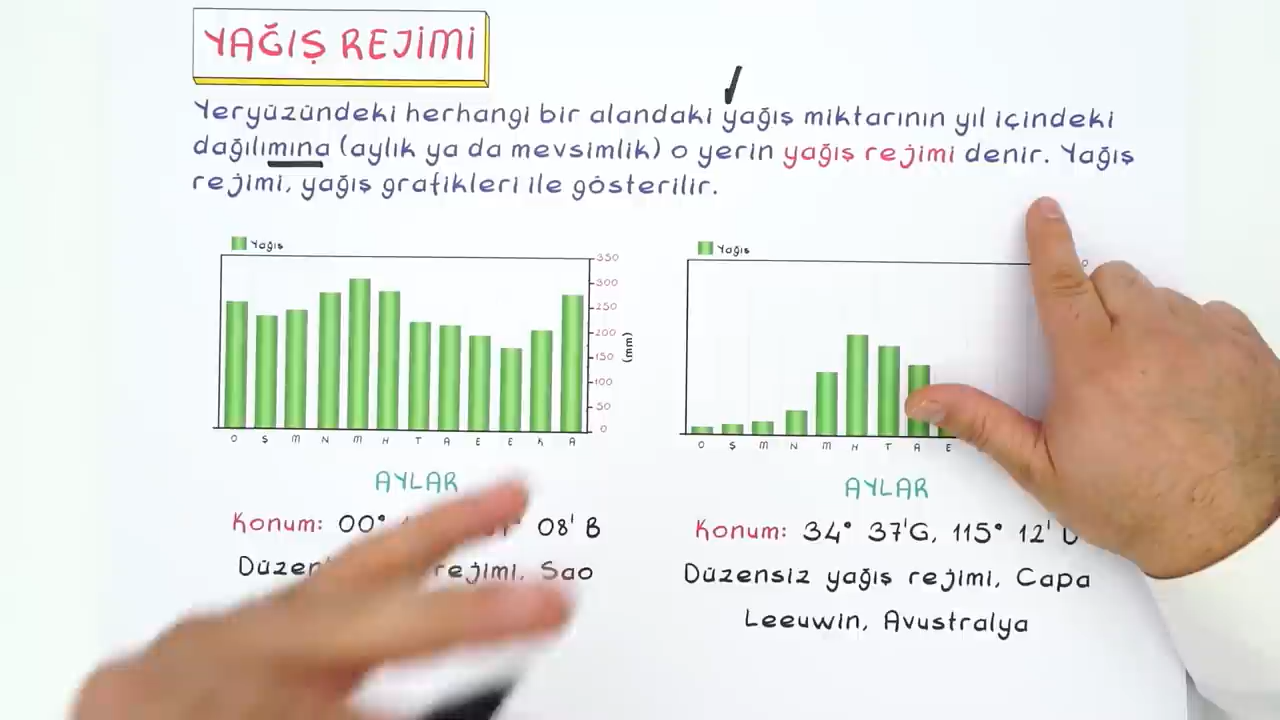 YAĞIŞ REJİMİ
Yeryüzündeki herhangi bir alandaki yağış miktarının yıl içindeki
dağılımına (aylık ya da mevsimlik) o yerin yağış rejimi denir. Yağış
rejimi, yağış grafikleri ile gösterilir.
Yağış
350
300
250
200
150
100
50
0
(mm)
O Ş M N M H T A E E K A
AYLAR
Konum: 00° 08' B
rejimi, Sao
Yağış
O Ş M N M H T A E
AYLAR
Konum: 34° 37'G, 115° 12'
Düzensiz yağış rejimi, Capa
Leeuwin, Avustralya